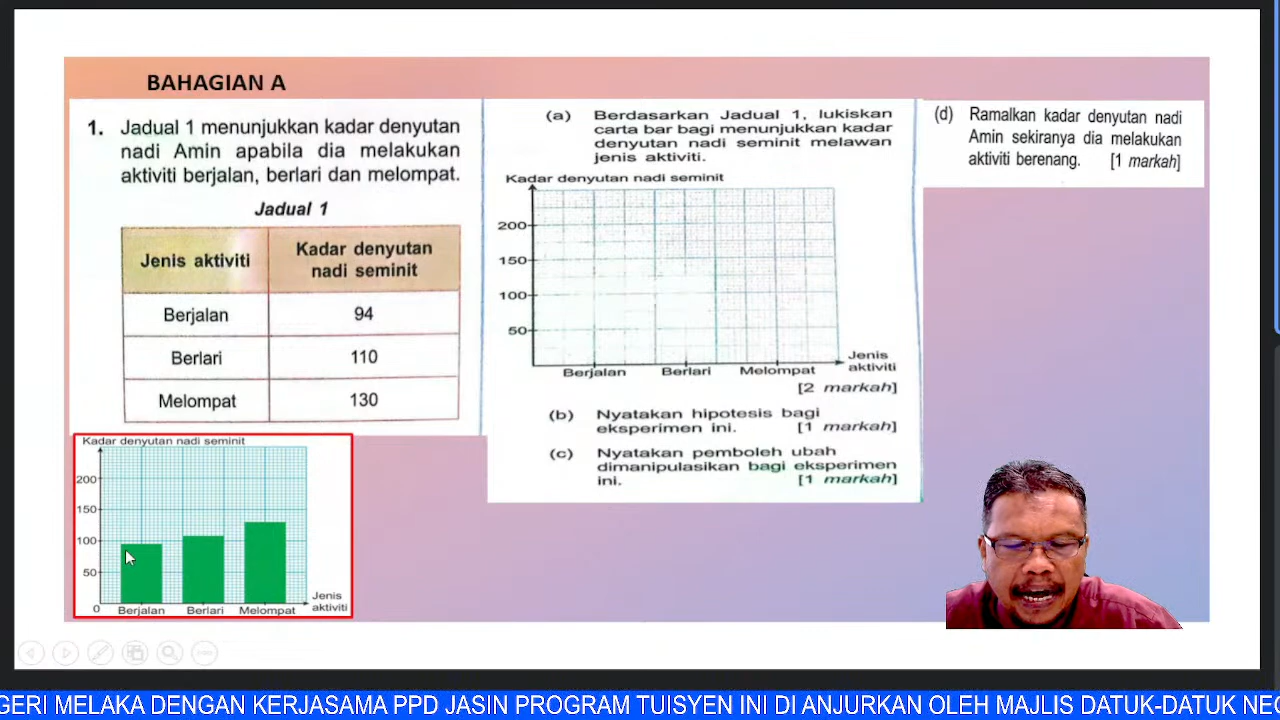 BAHAGIAN A
1. Jadual 1 menunjukkan kadar denyutan
nadi Amin apabila dia melakukan
aktiviti berjalan, berlari dan melompat.
Jadual 1
Jenis aktiviti
Kadar denyutan
nadi seminit
Berjalan 94
Berlari 110
Melompat 130
Kadar denyutan nadi seminit
200
150
100
50
0
Berjalan Berlari Melompat
Jenis
aktiviti
(a) Berdasarkan Jadual 1, lukiskan
carta bar bagi menunjukkan kadar
denyutan nadi seminit melawan
jenis aktiviti.
Kadar denyutan nadi seminit
200
150
100
50
Berjalan Berlari Melompat
Jenis
aktiviti
[2 markah]
(b) Nyatakan hipotesis bagi
eksperimen ini. [1 markah]
(c) Nyatakan pemboleh ubah
dimanipulasikan bagi eksperimen
ini. [1 markah]
(d) Ramalkan kadar denyutan nadi
Amin sekiranya dia melakukan
aktiviti berenang. [1 markah]
GERI MELAKA DENGAN KERJASAMA PPD JASIN PROGRAM TUISYEN INI DI ANJURKAN OLEH MAJLIS DATUK-DATUK NEG